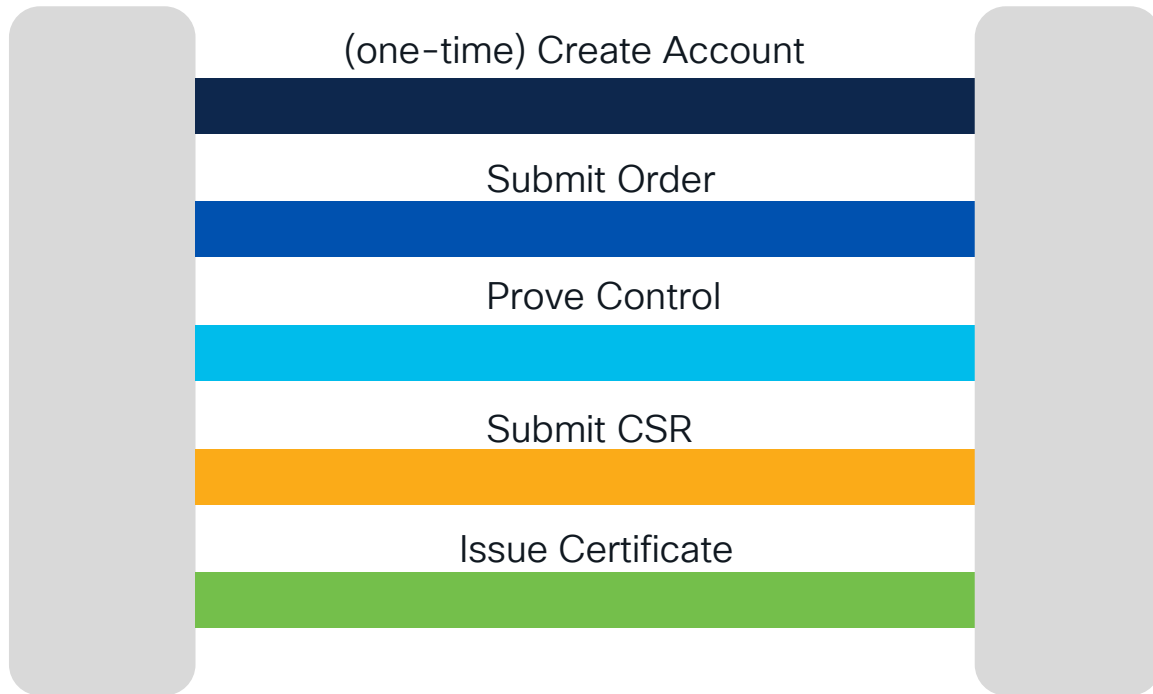 (one-time) Create Account
Submit Order
Prove Control
Submit CSR
Issue Certificate